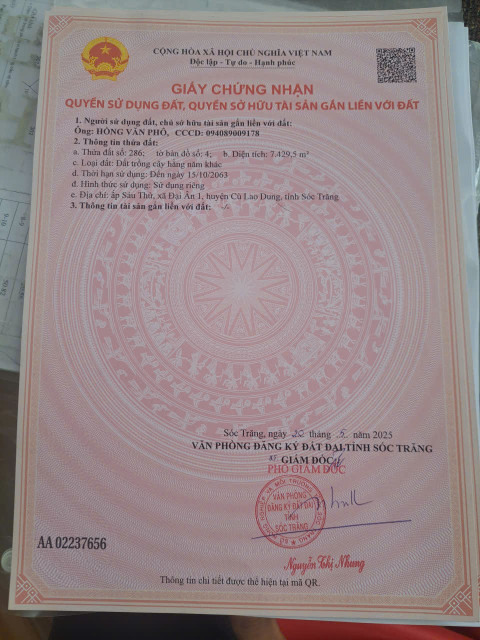 CỘNG HÒA XÃ HỘI CHỦ NGHĨA VIỆT NAM
Độc lập - Tự do - Hạnh phúc
GIẤY CHỨNG NHẬN
QUYỀN SỬ DỤNG ĐẤT, QUYỀN SỞ HỮU TÀI SẢN GẮN LIỀN VỚI ĐẤT
1. Người sử dụng đất, chủ sở hữu tài sản gắn liền với đất:
Ông: HỒNG VĂN PHÔ, CCCD: 094089009178
2. Thông tin thửa đất:
a. Thửa đất số: 286; tờ bản đồ số: 4; b. Diện tích: 7.429,5 m²
c. Loại đất: Đất trồng cây hằng năm khác
d. Thời hạn sử dụng: Đến ngày 15/10/2063
đ. Hình thức sử dụng: Sử dụng riêng
e. Địa chỉ: ấp Sáu Thử, xã Đại Ân 1, huyện Cù Lao Dung, tỉnh Sóc Trăng
3. Thông tin tài sản gắn liền với đất: -/-
Sóc Trăng, ngày tháng 5 năm 2025
VĂN PHÒNG ĐĂNG KÝ ĐẤT ĐAI TỈNH SÓC TRĂNG
GIÁM ĐỐC
PHÓ GIÁM ĐỐC
VĂN PHÒNG
ĐĂNG KÝ ĐẤT ĐAI
TỈNH
SÓC TRĂNG
Nguyễn Thị Nhung
AA 02237656
Thông tin chi tiết được thể hiện tại mã QR.